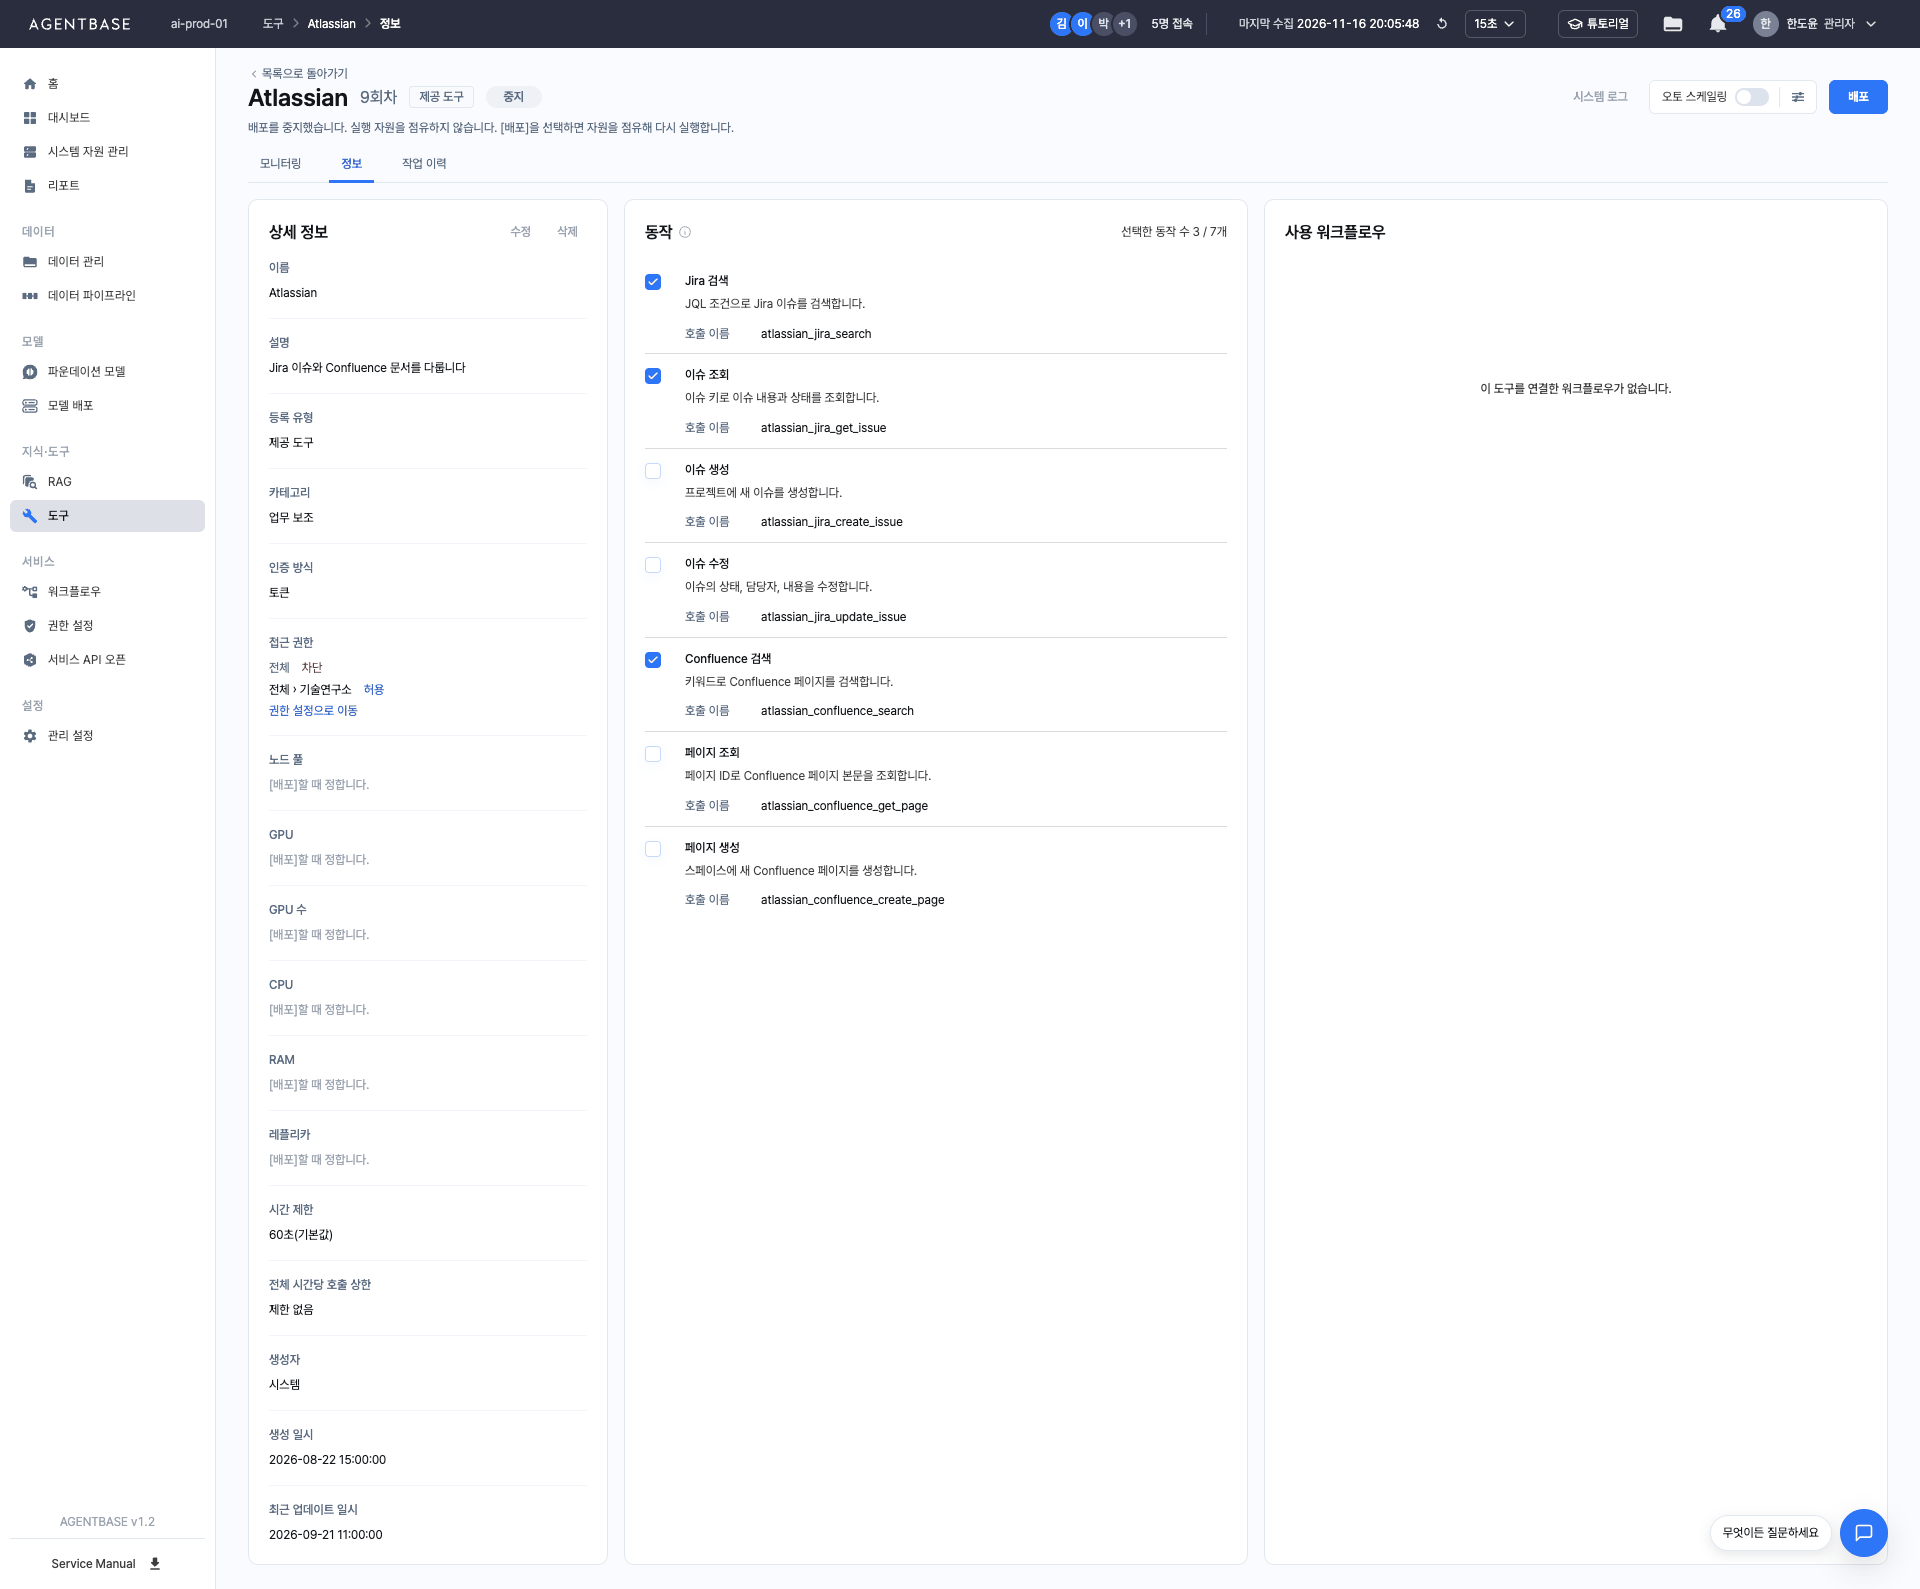 AGENTBASE
ai-prod-01
도구 > Atlassian > 정보
김 이 박 +1 5명 접속
마지막 수집 2026-11-16 20:05:48
15초
튜토리얼
26
한 한도윤 관리자
홈
대시보드
시스템 자원 관리
리포트
데이터
데이터 관리
데이터 파이프라인
모델
파운데이션 모델
모델 배포
지식·도구
RAG
도구
서비스
워크플로우
권한 설정
서비스 API 오픈
설정
관리 설정
AGENTBASE v1.2
Service Manual
목록으로 돌아가기
Atlassian 9회차 제공 도구 중지
배포를 중지했습니다. 실행 자원을 점유하지 않습니다. [배포]을 선택하면 자원을 점유해 다시 실행합니다.
시스템 로그
오토 스케일링
배포
모니터링
정보
작업 이력
상세 정보
수정
삭제
이름
Atlassian
설명
Jira 이슈와 Confluence 문서를 다룹니다
등록 유형
제공 도구
카테고리
업무 보조
인증 방식
토큰
접근 권한
전체 차단
전체 › 기술연구소 허용
권한 설정으로 이동
노드 풀
[배포]할 때 정합니다.
GPU
[배포]할 때 정합니다.
GPU 수
[배포]할 때 정합니다.
CPU
[배포]할 때 정합니다.
RAM
[배포]할 때 정합니다.
레플리카
[배포]할 때 정합니다.
시간 제한
60초(기본값)
전체 시간당 호출 상한
제한 없음
생성자
시스템
생성 일시
2026-08-22 15:00:00
최근 업데이트 일시
2026-09-21 11:00:00
동작
선택한 동작 수 3 / 7개
Jira 검색
JQL 조건으로 Jira 이슈를 검색합니다.
호출 이름 atlassian_jira_search
이슈 조회
이슈 키로 이슈 내용과 상태를 조회합니다.
호출 이름 atlassian_jira_get_issue
이슈 생성
프로젝트에 새 이슈를 생성합니다.
호출 이름 atlassian_jira_create_issue
이슈 수정
이슈의 상태, 담당자, 내용을 수정합니다.
호출 이름 atlassian_jira_update_issue
Confluence 검색
키워드로 Confluence 페이지를 검색합니다.
호출 이름 atlassian_confluence_search
페이지 조회
페이지 ID로 Confluence 페이지 본문을 조회합니다.
호출 이름 atlassian_confluence_get_page
페이지 생성
스페이스에 새 Confluence 페이지를 생성합니다.
호출 이름 atlassian_confluence_create_page
사용 워크플로우
이 도구를 연결한 워크플로우가 없습니다.
무엇이든 질문하세요